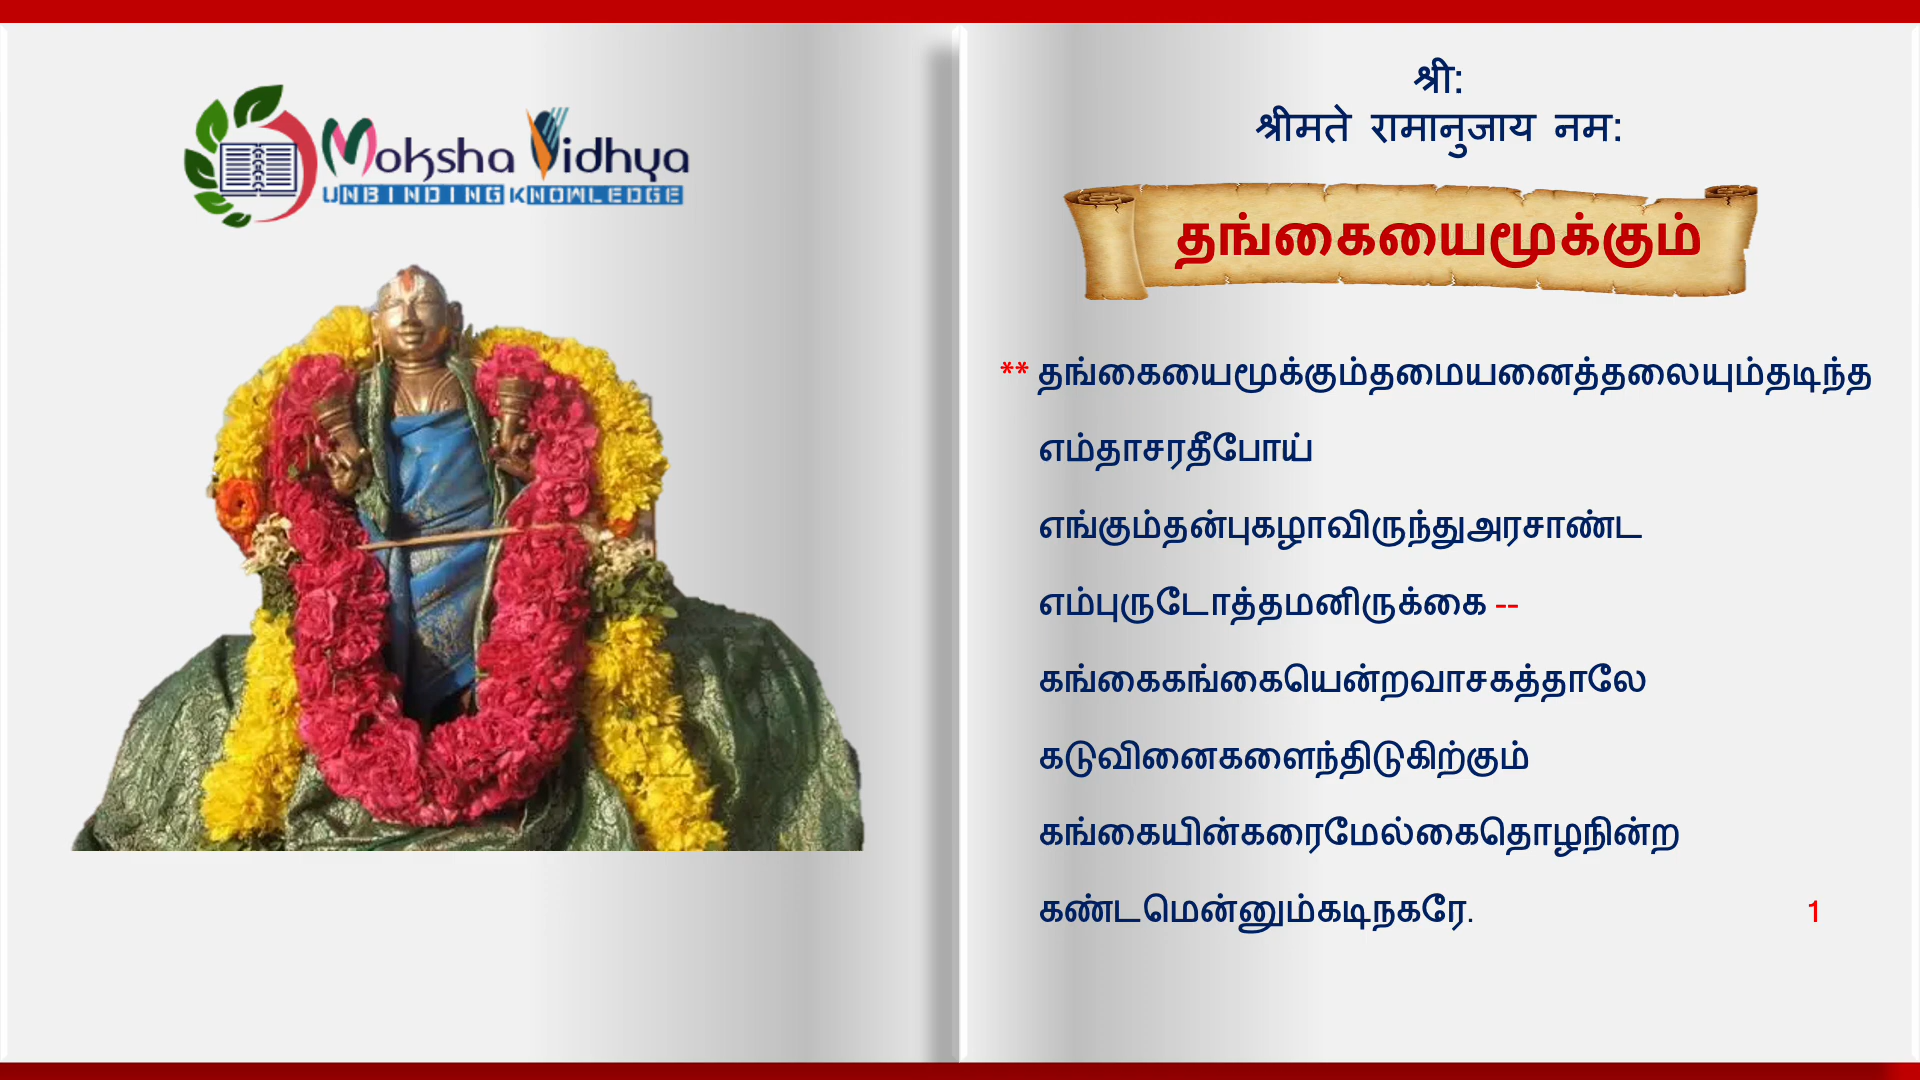 Moksha Vidhya
UNBINDING KNOWLEDGE
श्री:
श्रीमते रामानुजाय नम:
தங்கையைமூக்கும்
** தங்கையைமூக்கும்தமையனைத்தலையும்தடிந்த
எம்தாசரதீபோய்
எங்கும்தன்புகழாவிருந்துஅரசாண்ட
எம்புருடோத்தமனிருக்கை --
கங்கைகங்கையென்றவாசகத்தாலே
கடுவினைகளைந்திடுகிற்கும்
கங்கையின்கரைமேல்கைதொழநின்ற
கண்டமென்னும்கடிநகரே. 1